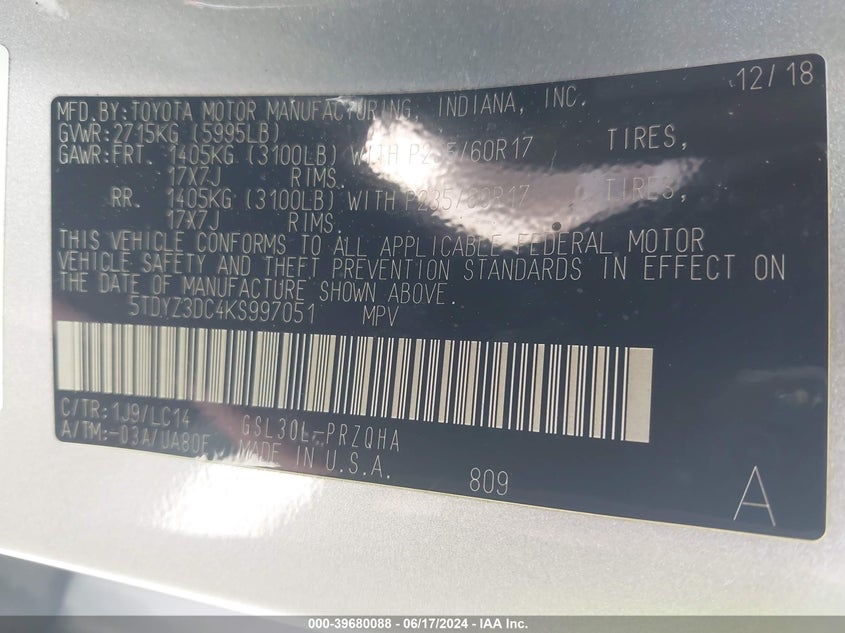 12/18
MFD.BY:TOYOTA MOTOR MANUFACTURING, INDIANA, INC.
GVWR:2715KG (5995LB)
GAWR:FRT. 1405KG (3100LB) WITH P235/60R17 TIRES,
17X7J RIMS.
RR. 1405KG (3100LB) WITH P235/60R17 TIRES,
17X7J RIMS.
THIS VEHICLE CONFORMS TO ALL APPLICABLE FEDERAL MOTOR
VEHICLE SAFETY AND THEFT PREVENTION STANDARDS IN EFFECT ON
THE DATE OF MANUFACTURE SHOWN ABOVE.
5TDYZ3DC4KS997051 MPV
C/TR:1J9/LC14 GSL30L-PRZQHA
A/TM:-03A/UA80F MADE IN U.S.A.
809 A
000-39680088 - 06/17/2024 - IAA Inc.